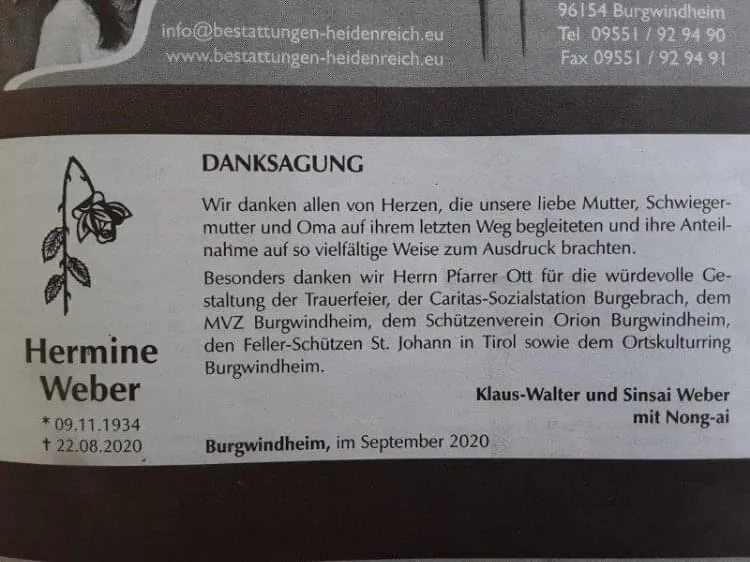 info@bestattungen-heidenreich.eu
www.bestattungen-heidenreich.eu
96154 Burgwindheim
Tel 09551 / 92 94 90
Fax 09551 / 92 94 91
DANKSAGUNG
Wir danken allen von Herzen, die unsere liebe Mutter, Schwieger-
mutter und Oma auf ihrem letzten Weg begleiteten und ihre Anteil-
nahme auf so vielfältige Weise zum Ausdruck brachten.
Besonders danken wir Herrn Pfarrer Ott für die würdevolle Ge-
staltung der Trauerfeier, der Caritas-Sozialstation Burgebrach, dem
MVZ Burgwindheim, dem Schützenverein Orion Burgwindheim,
den Feller-Schützen St. Johann in Tirol sowie dem Ortskulturring
Burgwindheim.
Klaus-Walter und Sinsai Weber
mit Nong-ai
Burgwindheim, im September 2020
Hermine
Weber
* 09.11.1934
† 22.08.2020